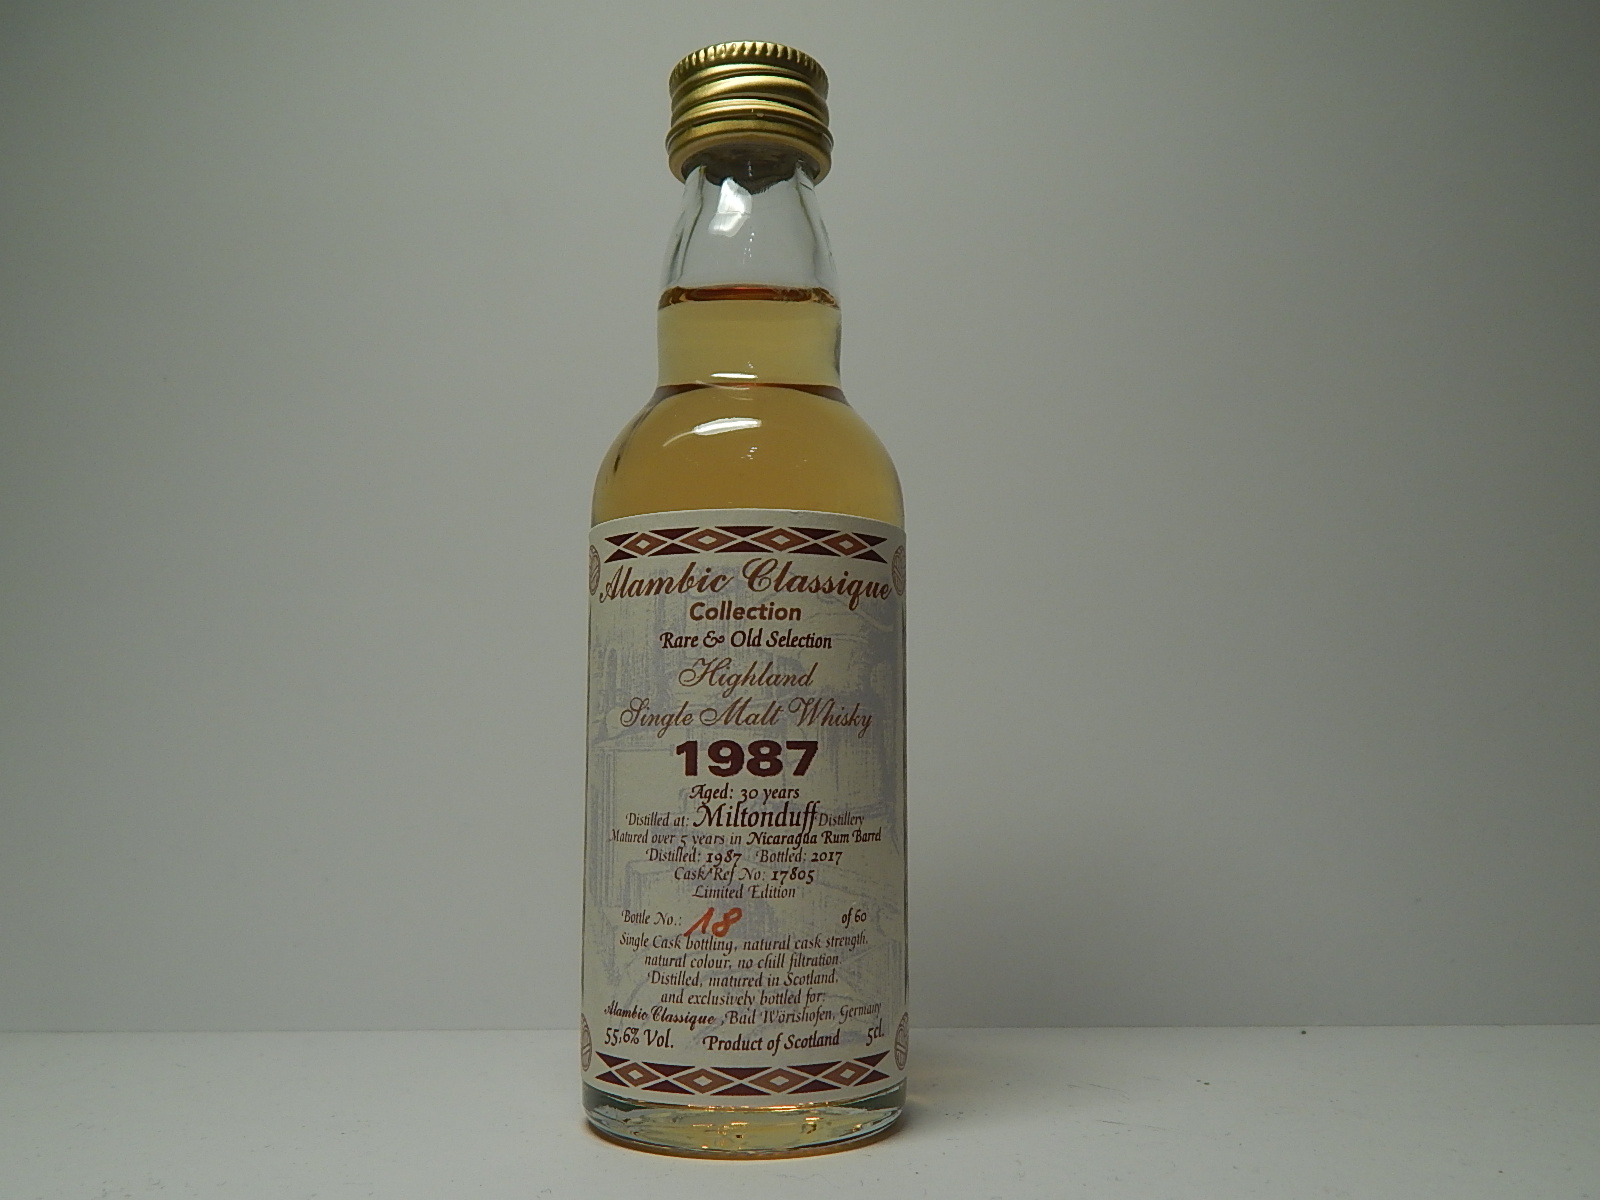 Alambic Classique
Collection
Rare & Old Selection
Highland
Single Malt Whisky
1987
Aged: 30 years
Distilled at: Miltonduff Distillery
Matured over 5 years in Nicaragua Rum Barrel
Distilled: 1987 Bottled: 2017
Cask/Ref No: 17805
Limited Edition
Bottle No.: 18 of 60
Single Cask bottling, natural cask strength,
natural colour, no chill filtration.
Distilled, matured in Scotland,
and exclusively bottled for:
Alambic Classique, Bad Wörishofen, Germany
55,6% Vol. Product of Scotland 5cl.